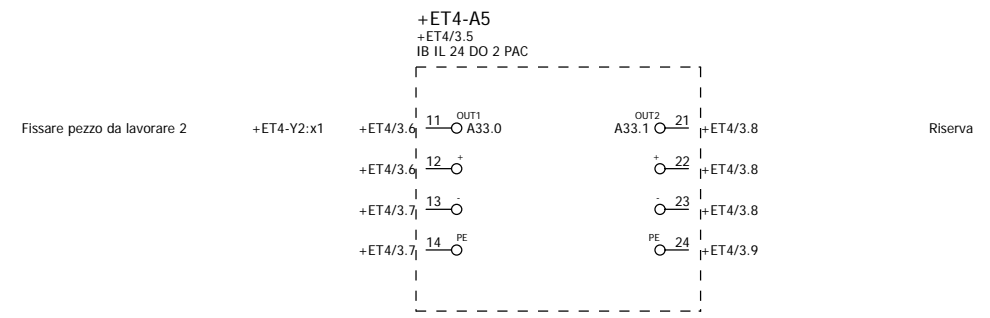 +ET4-A5
+ET4/3.5
IB IL 24 DO 2 PAC
Fissare pezzo da lavorare 2 +ET4-Y2:x1 +ET4/3.6 11 OUT1 A33.0 OUT2 A33.1 21 +ET4/3.8 Riserva
+ET4/3.6 12 + + 22 +ET4/3.8
+ET4/3.7 13 - - 23 +ET4/3.8
+ET4/3.7 14 PE PE 24 +ET4/3.9